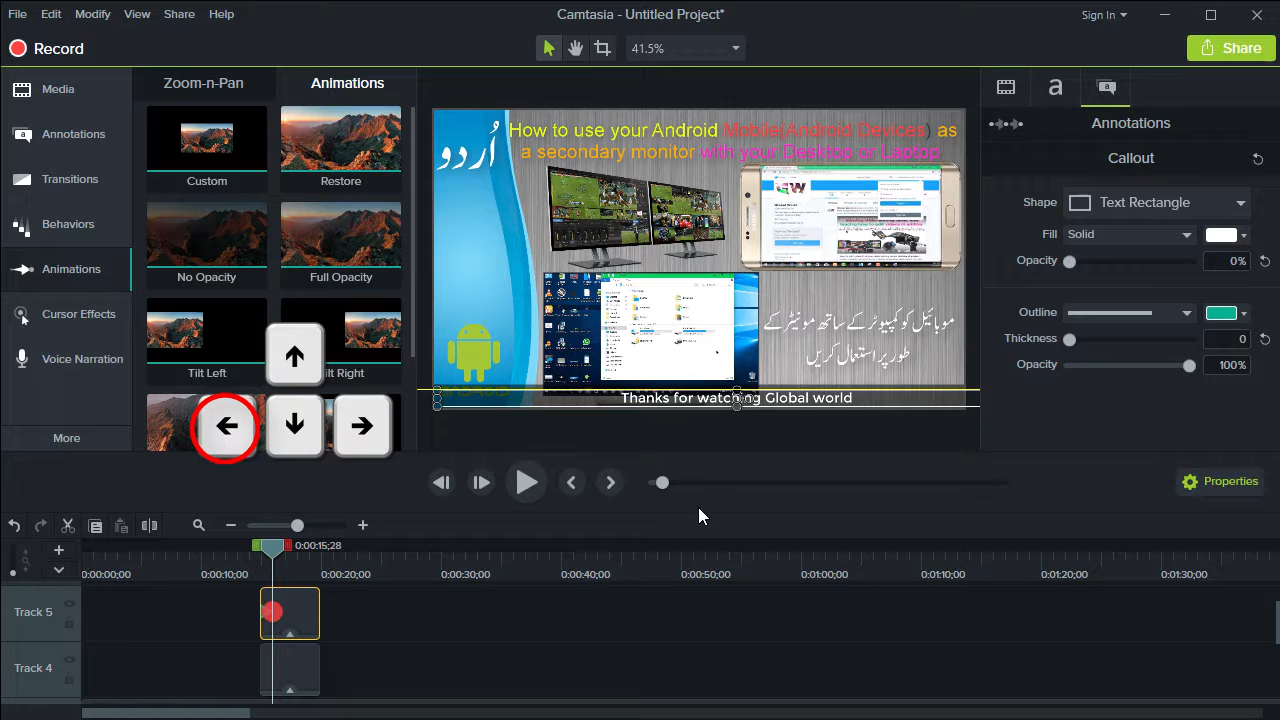 File Edit Modify View Share Help
Camtasia - Untitled Project*
Sign In
Record
41.5%
Share
Media
Annotations
Transitions
Behaviors
Animations
Cursor Effects
Voice Narration
More
Zoom-n-Pan Animations
Custom Restore
No Opacity Full Opacity
Tilt Left
اُردو
How to use your Android Mobile(Android Devices) as
a secondary monitor with your Desktop or Laptop
موبائیل کو کمپیوٹر کے ساتھ مونیٹر کے
طور پر استعمال کریں
Thanks for watching Global world
a
Annotations
Callout
Shape Text Rectangle
Fill Solid
Opacity 0%
Outline
Thickness 0
Opacity 100%
Properties
0:00:15;28
0:00:00;00 0:00:10;00 0:00:20;00 0:00:30;00 0:00:40;00 0:00:50;00 0:01:00;00 0:01:10;00 0:01:20;00 0:01:30;00
Track 5
Track 4